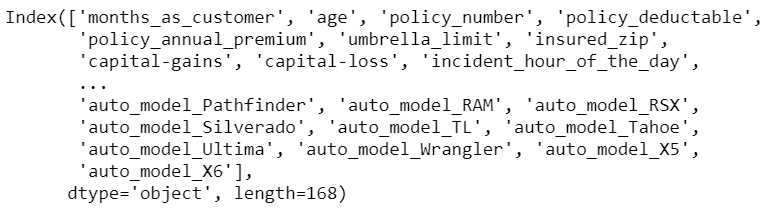 Index(['months_as_customer', 'age', 'policy_number', 'policy_deductable',
'policy_annual_premium', 'umbrella_limit', 'insured_zip',
'capital-gains', 'capital-loss', 'incident_hour_of_the_day',
...
'auto_model_Pathfinder', 'auto_model_RAM', 'auto_model_RSX',
'auto_model_Silverado', 'auto_model_TL', 'auto_model_Tahoe',
'auto_model_Ultima', 'auto_model_Wrangler', 'auto_model_X5',
'auto_model_X6'],
dtype='object', length=168)